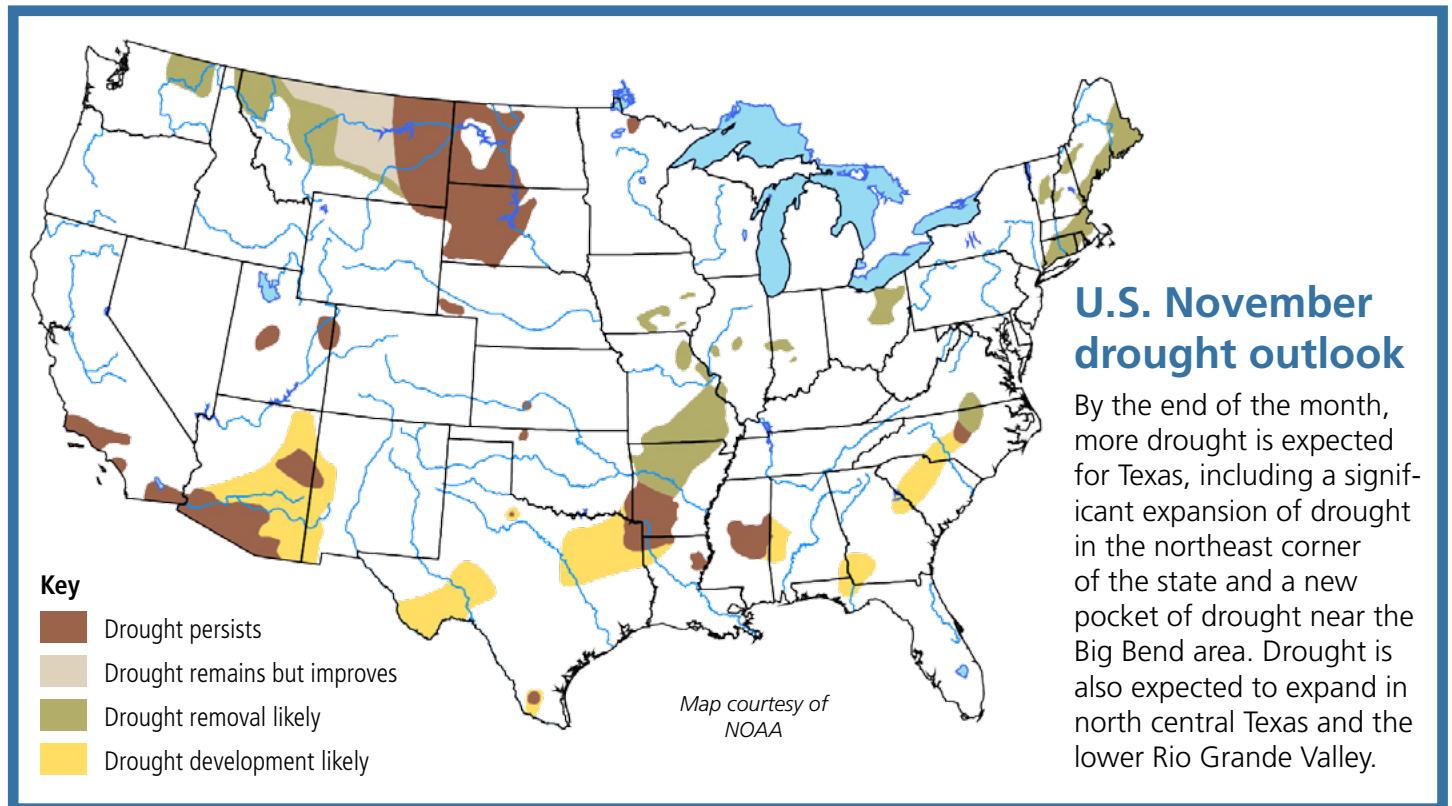 U.S. November
drought outlook
By the end of the month,
more drought is expected
for Texas, including a signif-
icant expansion of drought
in the northeast corner
of the state and a new
pocket of drought near the
Big Bend area. Drought is
also expected to expand in
north central Texas and the
lower Rio Grande Valley.
Key
Drought persists
Drought remains but improves
Drought removal likely
Drought development likely
Map courtesy of
NOAA